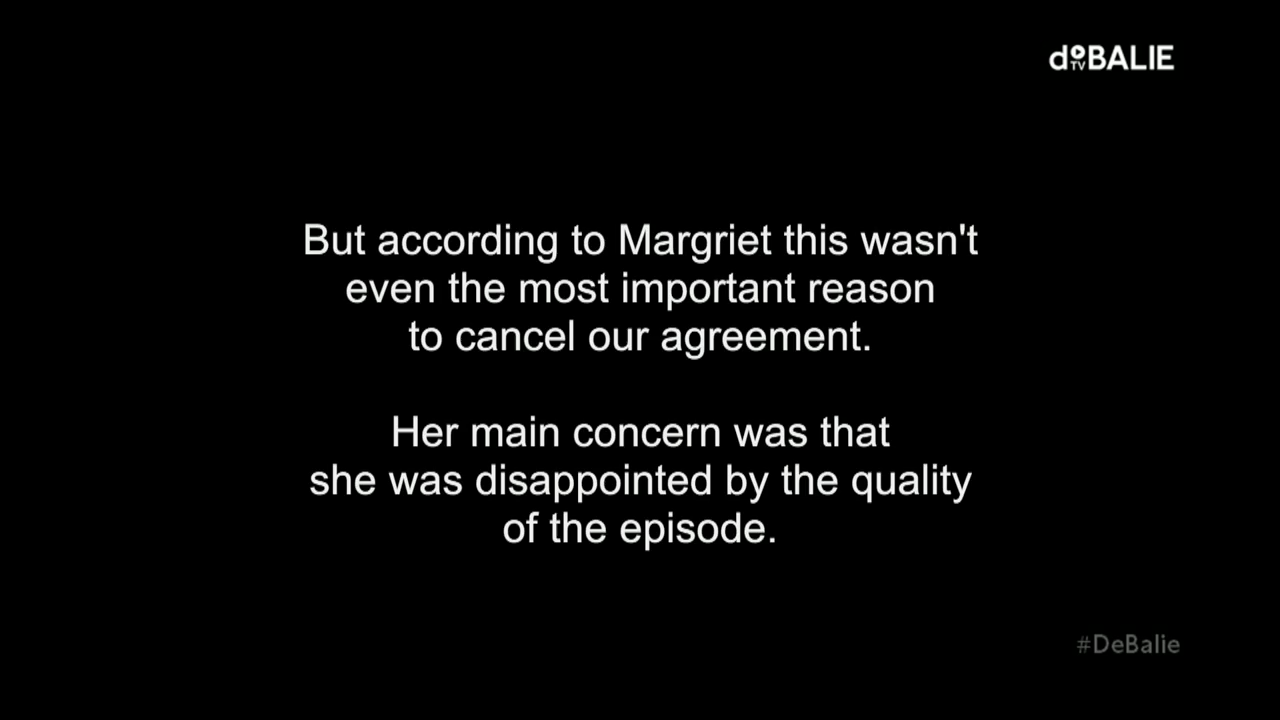 deBALIE
TV
But according to Margriet this wasn't
even the most important reason
to cancel our agreement.
Her main concern was that
she was disappointed by the quality
of the episode.
#DeBalie